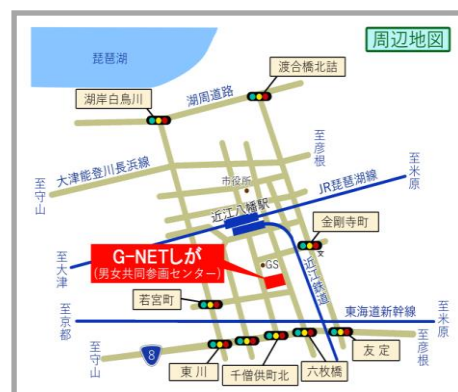 周辺地図
琵琶湖
渡合橋北詰
湖岸白鳥川
湖周道路
至彦根
大津能登川長浜線
至守山
市役所
JR琵琶湖線
至米原
近江八幡駅
金剛寺町
文
G-NETしが
(男女共同参画センター)
GS
近江鉄道
至大津
若宮町
東海道新幹線
至京都
至米原
至守山
8
東川
千僧供町北
六枚橋
友定
至彦根